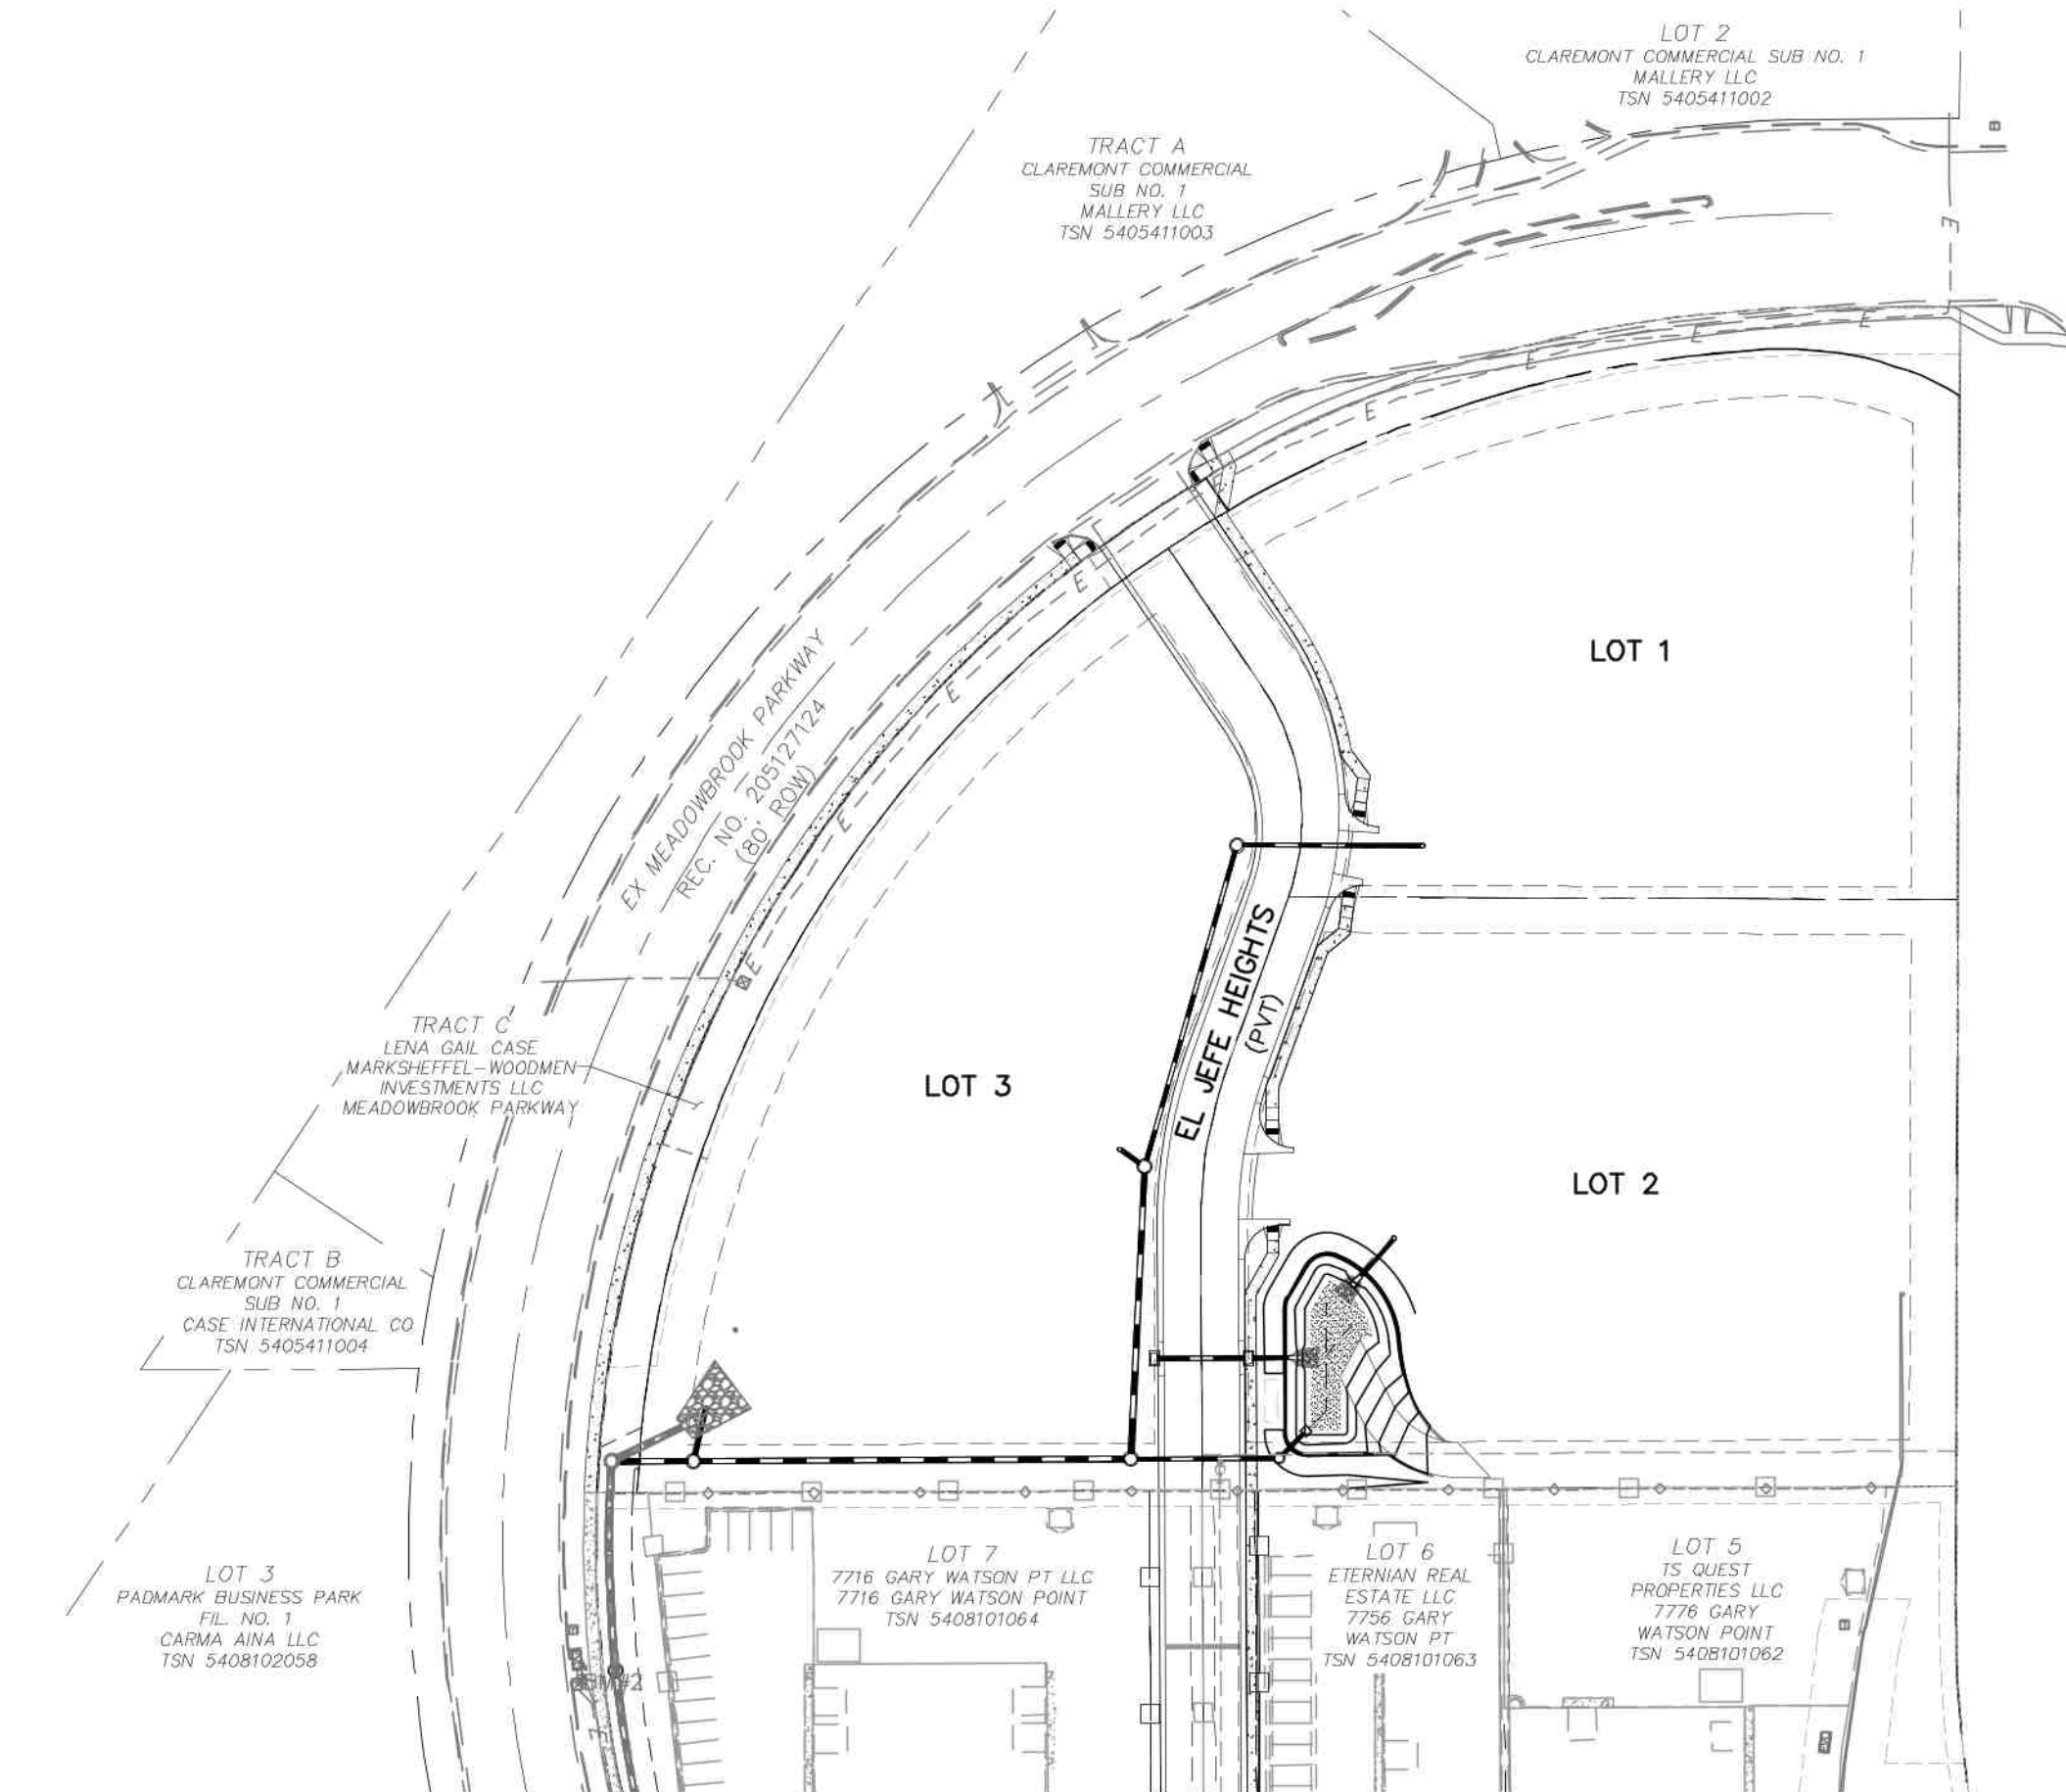 LOT 2
CLAREMONT COMMERCIAL SUB NO. 1
MALLERY LLC
TSN 5405411002
TRACT A
CLAREMONT COMMERCIAL
SUB NO. 1
MALLERY LLC
TSN 5405411003
E
E
E
E
E
E
E
E
E
LOT 1
EX MEADOWBROOK PARKWAY
REC. NO. 205127124
(80' ROW)
EL JEFE HEIGHTS
(PVT)
TRACT C
LENA GAIL CASE
MARKSHEFFEL-WOODMEN
INVESTMENTS LLC
MEADOWBROOK PARKWAY
LOT 3
LOT 2
TRACT B
CLAREMONT COMMERCIAL
SUB NO. 1
CASE INTERNATIONAL CO
TSN 5405411004
LOT 3
PADMARK BUSINESS PARK
FIL. NO. 1
CARMA AINA LLC
TSN 5408102058
LOT 7
7716 GARY WATSON PT LLC
7716 GARY WATSON POINT
TSN 5408101064
LOT 6
ETERNIAN REAL
ESTATE LLC
7756 GARY
WATSON PT
TSN 5408101063
LOT 5
TS QUEST
PROPERTIES LLC
7776 GARY
WATSON POINT
TSN 5408101062